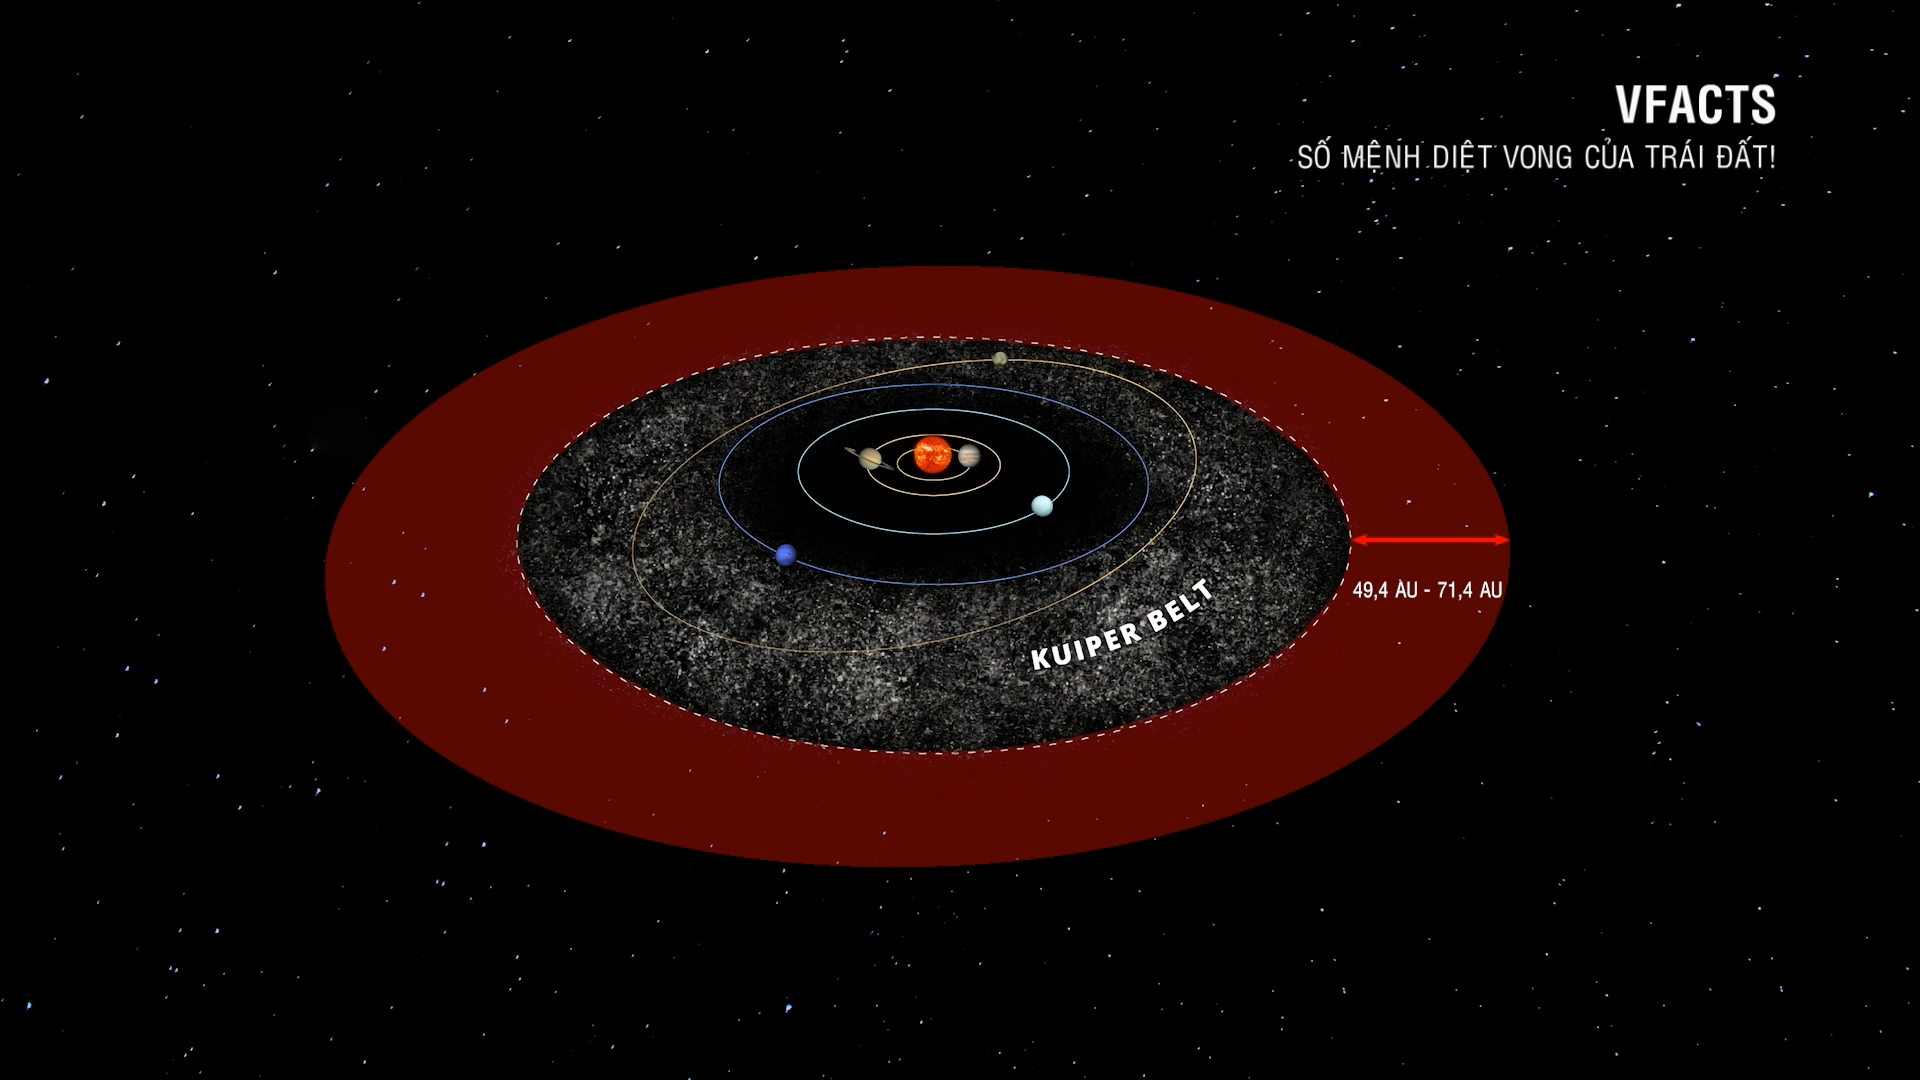 VFACTS
SỐ MỆNH DIỆT VONG CỦA TRÁI ĐẤT!
KUIPER BELT
49,4 AU - 71,4 AU